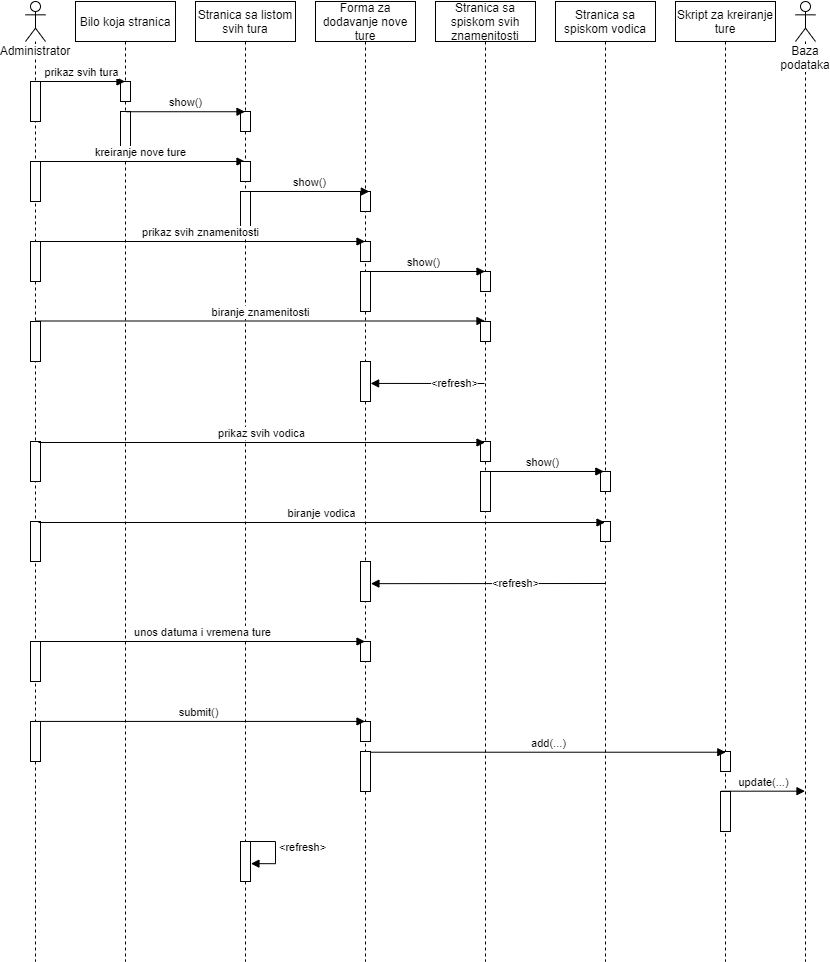 Administrator
Bilo koja stranica
Stranica sa listom
svih tura
Forma za
dodavanje nove
ture
Stranica sa
spiskom svih
znamenitosti
Stranica sa
spiskom vodica
Skript za kreiranje
ture
Baza
podataka
prikaz svih tura
show()
kreiranje nove ture
show()
prikaz svih znamenitosti
show()
biranje znamenitosti
<refresh>
prikaz svih vodica
show()
biranje vodica
<refresh>
unos datuma i vremena ture
submit()
add(...)
update(...)
<refresh>